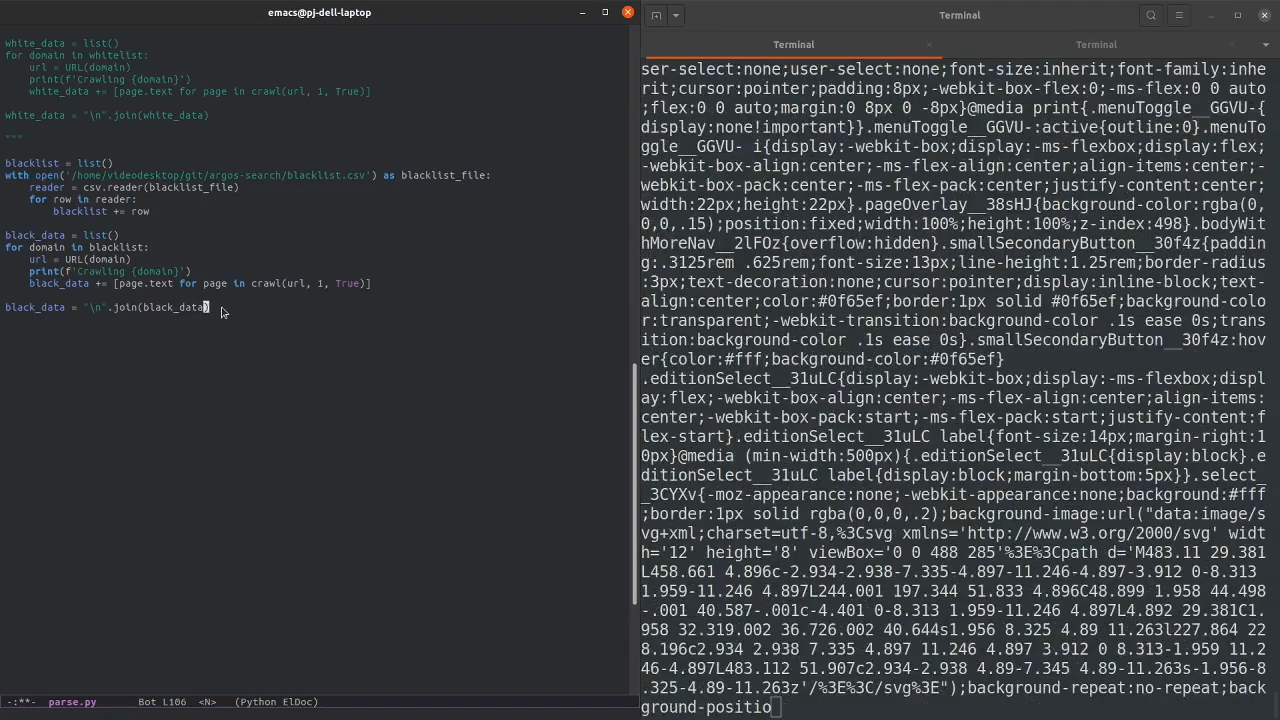 emacs@pj-dell-laptop
white_data = list()
for domain in whitelist:
    url = URL(domain)
    print(f'Crawling {domain}')
    white_data += [page.text for page in crawl(url, 1, True)]
white_data = "\n".join(white_data)
"""
blacklist = list()
with open('/home/videodesktop/git/argos-search/blacklist.csv') as blacklist_file:
    reader = csv.reader(blacklist_file)
    for row in reader:
        blacklist += row
black_data = list()
for domain in blacklist:
    url = URL(domain)
    print(f'Crawling {domain}')
    black_data += [page.text for page in crawl(url, 1, True)]
black_data = "\n".join(black_data)
-:**-  parse.py       Bot L106  <N>   (Python ElDoc)
Terminal
Terminal
Terminal
ser-select:none;user-select:none;font-size:inherit;font-family:inhe
rit;cursor:pointer;padding:8px;-webkit-box-flex:0;-ms-flex:0 0 auto
;flex:0 0 auto;margin:0 8px 0 -8px}@media print{.menuToggle__GGVU-{
display:none!important}}.menuToggle__GGVU-:active{outline:0}.menuTo
ggle__GGVU- i{display:-webkit-box;display:-ms-flexbox;display:flex;
-webkit-box-align:center;-ms-flex-align:center;align-items:center;-
webkit-box-pack:center;-ms-flex-pack:center;justify-content:center;
width:22px;height:22px}.pageOverlay__38sHJ{background-color:rgba(0,
0,0,.15);position:fixed;width:100%;height:100%;z-index:498}.bodyWit
hMoreNav__2lFOz{overflow:hidden}.smallSecondaryButton__30f4z{paddin
g:.3125rem .625rem;font-size:13px;line-height:1.25rem;border-radius
:3px;text-decoration:none;cursor:pointer;display:inline-block;text-
align:center;color:#0f65ef;border:1px solid #0f65ef;background-colo
r:transparent;-webkit-transition:background-color .1s ease 0s;trans
ition:background-color .1s ease 0s}.smallSecondaryButton__30f4z:hov
er{color:#fff;background-color:#0f65ef}
.editionSelect__31uLC{display:-webkit-box;display:-ms-flexbox;displ
ay:flex;-webkit-box-align:center;-ms-flex-align:center;align-items:
center;-webkit-box-pack:start;-ms-flex-pack:start;justify-content:f
lex-start}.editionSelect__31uLC label{font-size:14px;margin-right:1
0px}@media (min-width:500px){.editionSelect__31uLC{display:block}.e
ditionSelect__31uLC label{display:block;margin-bottom:5px}}.select_
_3CYXv{-moz-appearance:none;-webkit-appearance:none;background:#fff
;border:1px solid rgba(0,0,0,.2);background-image:url("data:image/s
vg+xml;charset=utf-8,%3Csvg xmlns='http://www.w3.org/2000/svg' widt
h='12' height='8' viewBox='0 0 488 285'%3E%3Cpath d='M483.11 29.381
L458.661 4.896c-2.934-2.938-7.335-4.897-11.246-4.897-3.912 0-8.313 
1.959-11.246 4.897L244.001 197.344 51.833 4.896C48.899 1.958 44.498
-.001 40.587-.001c-4.401 0-8.313 1.959-11.246 4.897L4.892 29.381C1.
958 32.319.002 36.726.002 40.644s1.956 8.325 4.89 11.263l227.864 22
8.196c2.934 2.938 7.335 4.897 11.246 4.897 3.912 0 8.313-1.959 11.2
46-4.897L483.112 51.907c2.934-2.938 4.89-7.345 4.89-11.263s-1.956-8
.325-4.89-11.263z'/%3E%3C/svg%3E");background-repeat:no-repeat;back
ground-positio